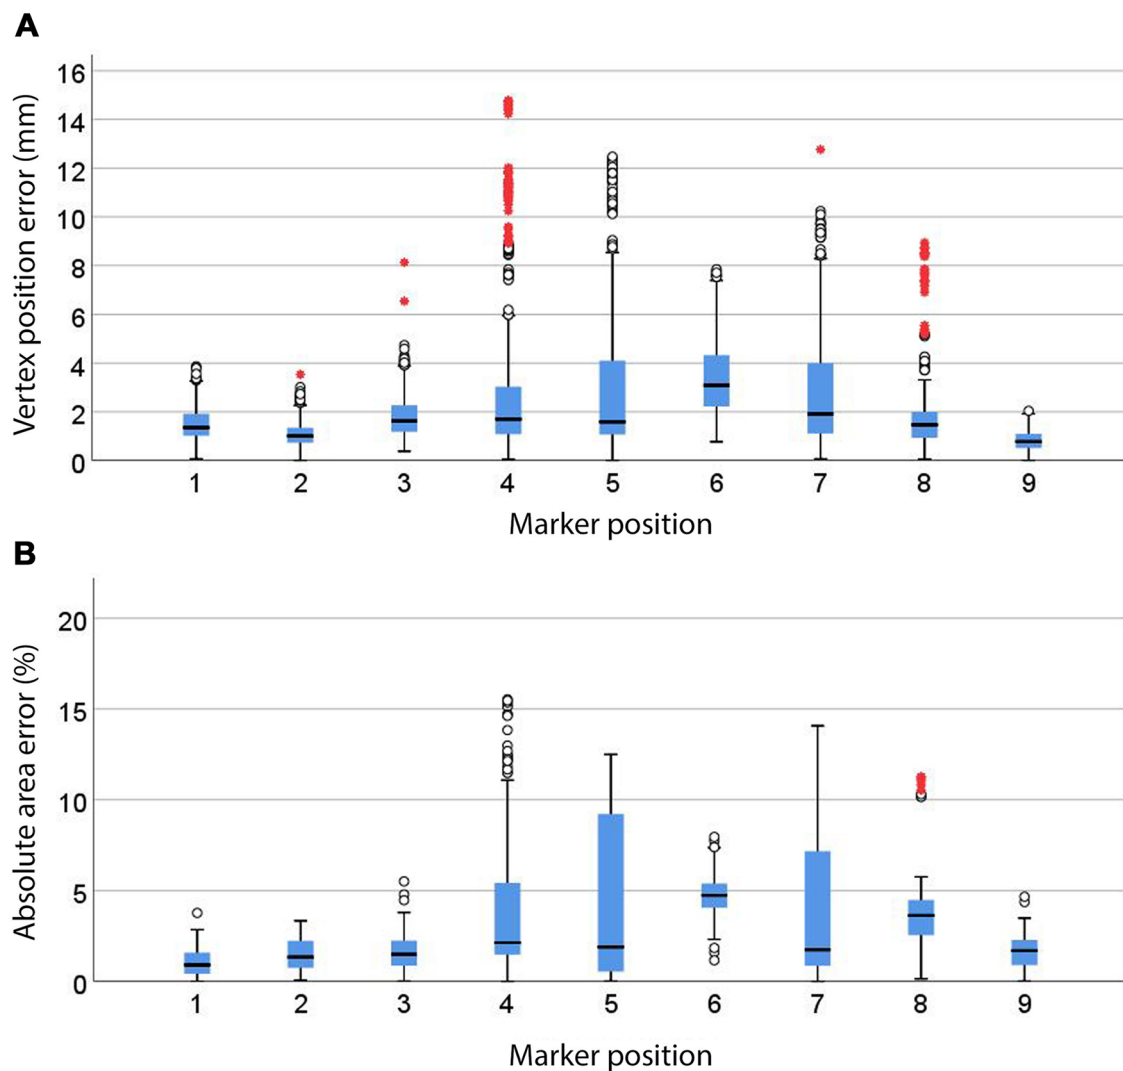 A
Vertex position error (mm)
16
14
12
10
8
6
4
2
0
1 2 3 4 5 6 7 8 9
Marker position
B
Absolute area error (%)
20
15
10
5
0
1 2 3 4 5 6 7 8 9
Marker position